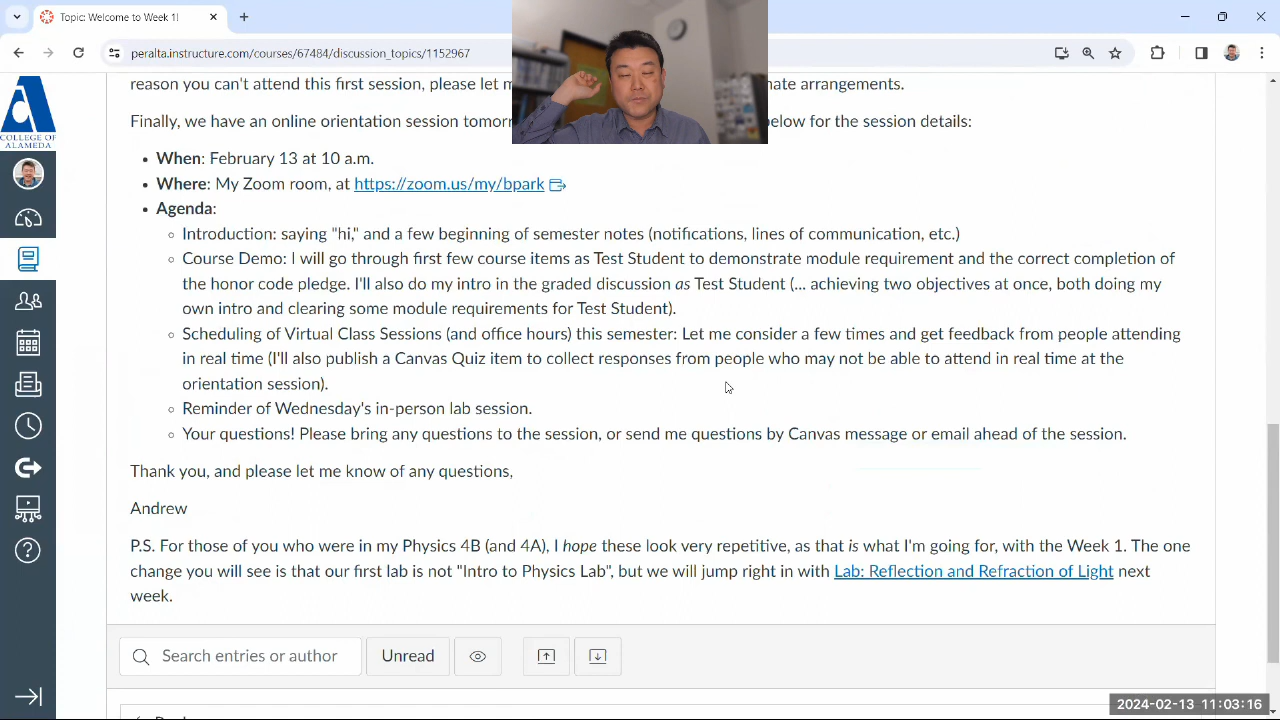 Topic: Welcome to Week 1!
peralta.instructure.com/courses/67484/discussion_topics/1152967
COLLEGE OF
ALAMEDA
reason you can't attend this first session, please let m nate arrangements.
Finally, we have an online orientation session tomorr elow for the session details:
• When: February 13 at 10 a.m.
• Where: My Zoom room, at https://zoom.us/my/bpark
• Agenda:
◦ Introduction: saying "hi," and a few beginning of semester notes (notifications, lines of communication, etc.)
◦ Course Demo: I will go through first few course items as Test Student to demonstrate module requirement and the correct completion of
the honor code pledge. I'll also do my intro in the graded discussion as Test Student (... achieving two objectives at once, both doing my
own intro and clearing some module requirements for Test Student).
◦ Scheduling of Virtual Class Sessions (and office hours) this semester: Let me consider a few times and get feedback from people attending
in real time (I'll also publish a Canvas Quiz item to collect responses from people who may not be able to attend in real time at the
orientation session).
◦ Reminder of Wednesday's in-person lab session.
◦ Your questions! Please bring any questions to the session, or send me questions by Canvas message or email ahead of the session.
Thank you, and please let me know of any questions,
Andrew
P.S. For those of you who were in my Physics 4B (and 4A), I hope these look very repetitive, as that is what I'm going for, with the Week 1. The one
change you will see is that our first lab is not "Intro to Physics Lab", but we will jump right in with Lab: Reflection and Refraction of Light next
week.
Search entries or author
Unread
2024-02-13 11:03:16